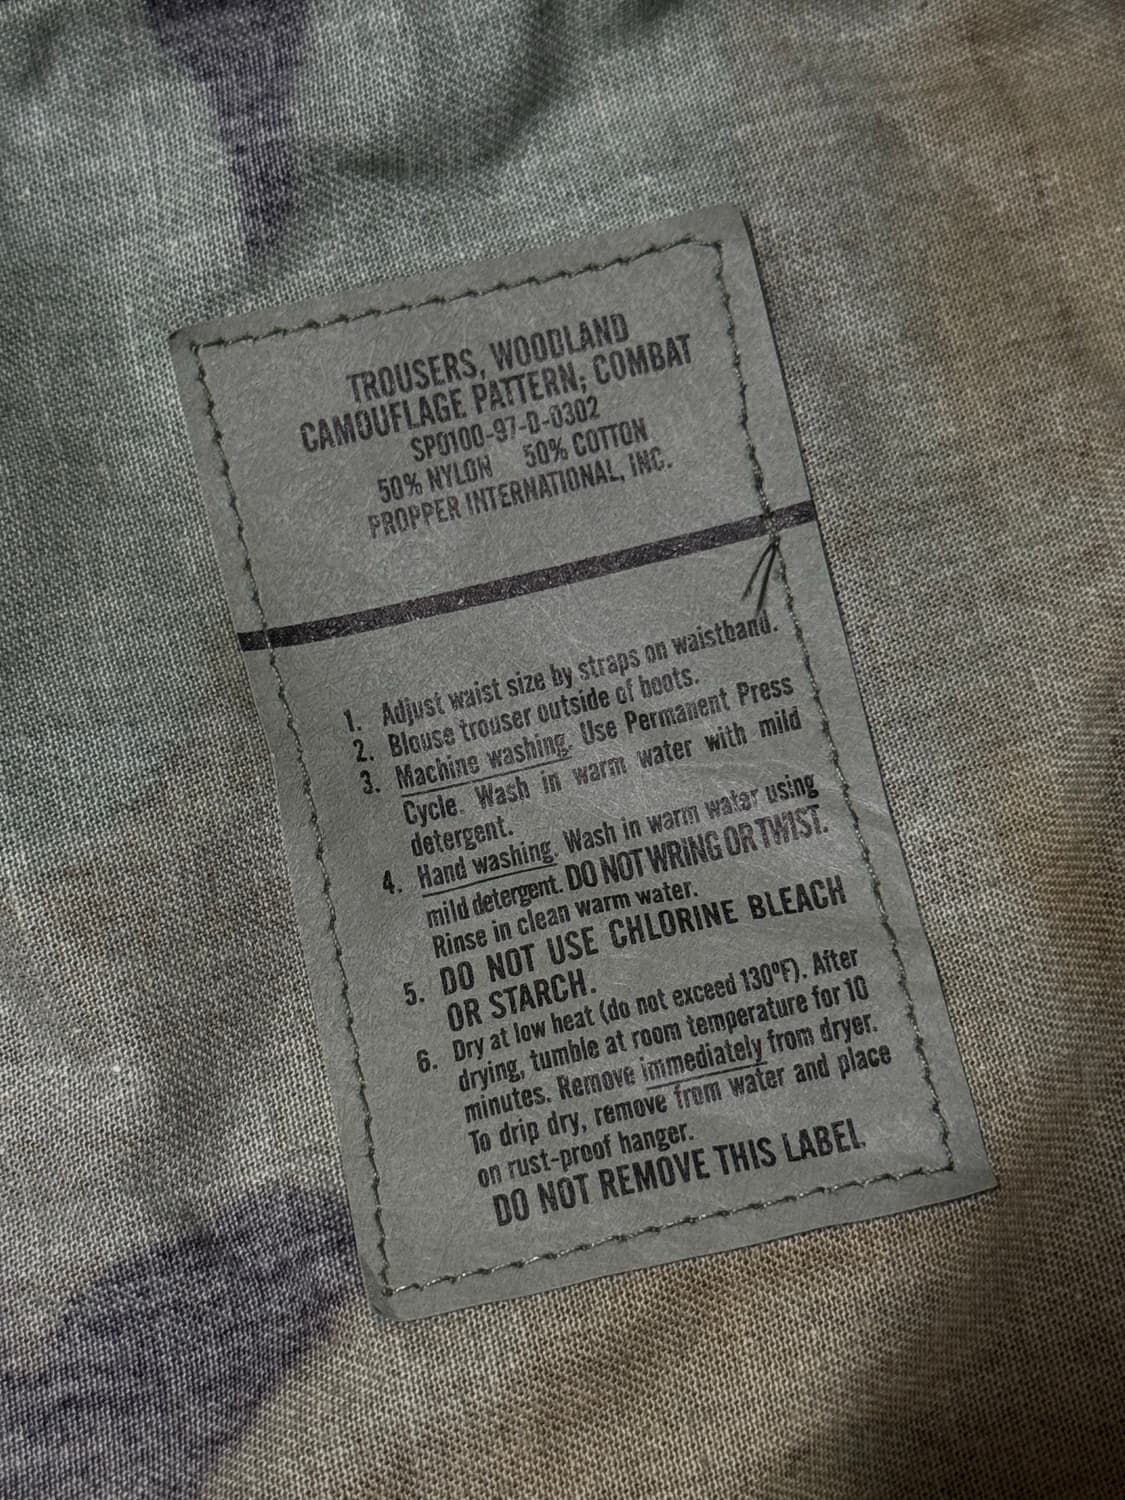 TROUSERS, WOODLAND
CAMOUFLAGE PATTERN; COMBAT
SPO100-97-D-0302
50% NYLON 50% COTTON
PROPPER INTERNATIONAL, INC.
1. Adjust waist size by straps on waistband.
2. Blouse trouser outside of boots.
3. Machine washing. Use Permanent Press
Cycle. Wash in warm water with mild
detergent.
4. Hand washing. Wash in warm water using
mild detergent. DO NOT WRING OR TWIST.
Rinse in clean warm water.
5. DO NOT USE CHLORINE BLEACH
OR STARCH.
6. Dry at low heat (do not exceed 130°F). After
drying, tumble at room temperature for 10
minutes. Remove immediately from dryer.
To drip dry, remove from water and place
on rust-proof hanger.
DO NOT REMOVE THIS LABEL.